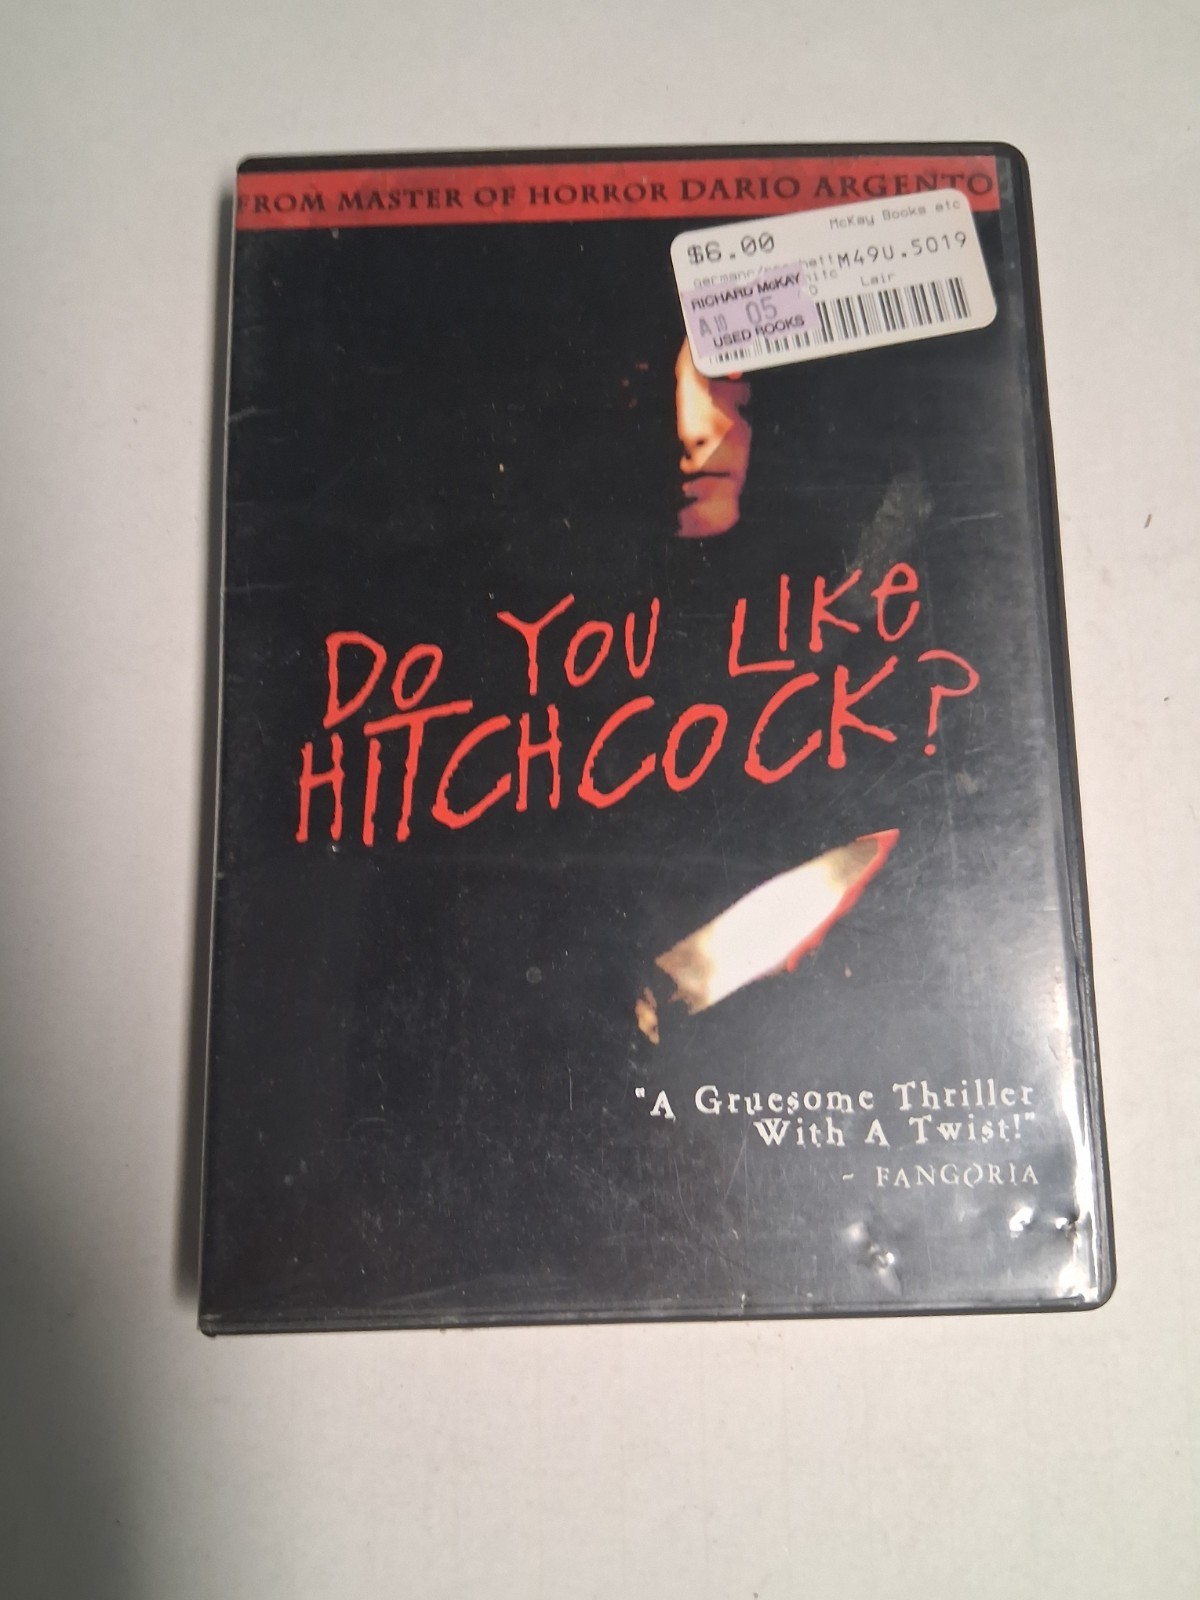 FROM MASTER OF HORROR DARIO ARGENTO
McKay Books etc
$6.00
M49U.5019
Lair
RICHARD McKAY
A10 05
USED BOOKS
DO YOU LIKE
HITCHCOCK?
"A Gruesome Thriller
With A Twist!"
~ FANGORIA